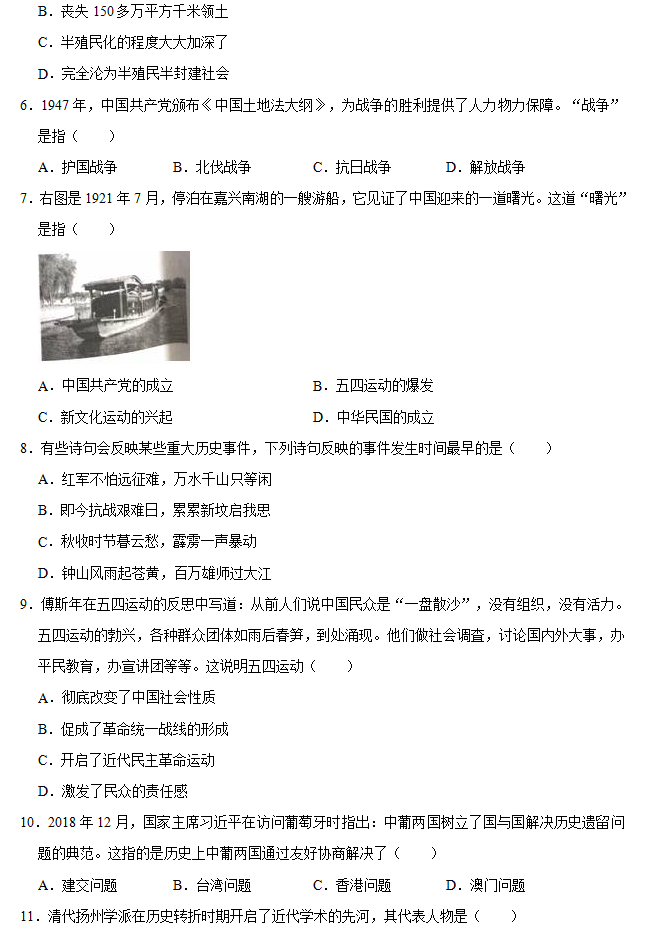 B．丧失 150多万平方千米领土
C．半殖民化的程度大大加深了
D．完全沦为半殖民半封建社会
6．1947 年，中国共产党颁布《中国土地法大纲》，为战争的胜利提供了人力物力保障。“战争”
是指（　　）
A．护国战争　　B．北伐战争　　C．抗日战争　　D．解放战争
7．右图是 1921 年 7 月，停泊在嘉兴南湖的一艘游船，它见证了中国迎来的一道曙光。这道“曙光”
是指（　　）
A．中国共产党的成立　　B．五四运动的爆发
C．新文化运动的兴起　　D．中华民国的成立
8．有些诗句会反映某些重大历史事件，下列诗句反映的事件发生时间最早的是（　　）
A．红军不怕远征难，万水千山只等闲
B．即今抗战艰难日，累累新坟启我思
C．秋收时节暮云愁，霹雳一声暴动
D．钟山风雨起苍黄，百万雄师过大江
9．傅斯年在五四运动的反思中写道：从前人们说中国民众是“一盘散沙”，没有组织，没有活力。
五四运动的勃兴，各种群众团体如雨后春笋，到处涌现。他们做社会调查，讨论国内外大事，办
平民教育，办宣讲团等等。这说明五四运动（　　）
A．彻底改变了中国社会性质
B．促成了革命统一战线的形成
C．开启了近代民主革命运动
D．激发了民众的责任感
10．2018 年 12 月，国家主席习近平在访问葡萄牙时指出：中葡两国树立了国与国解决历史遗留问
题的典范。这指的是历史上中葡两国通过友好协商解决了（　　）
A．建交问题　　B．台湾问题　　C．香港问题　　D．澳门问题
11．清代扬州学派在历史转折时期开启了近代学术的先河，其代表人物是（　　）